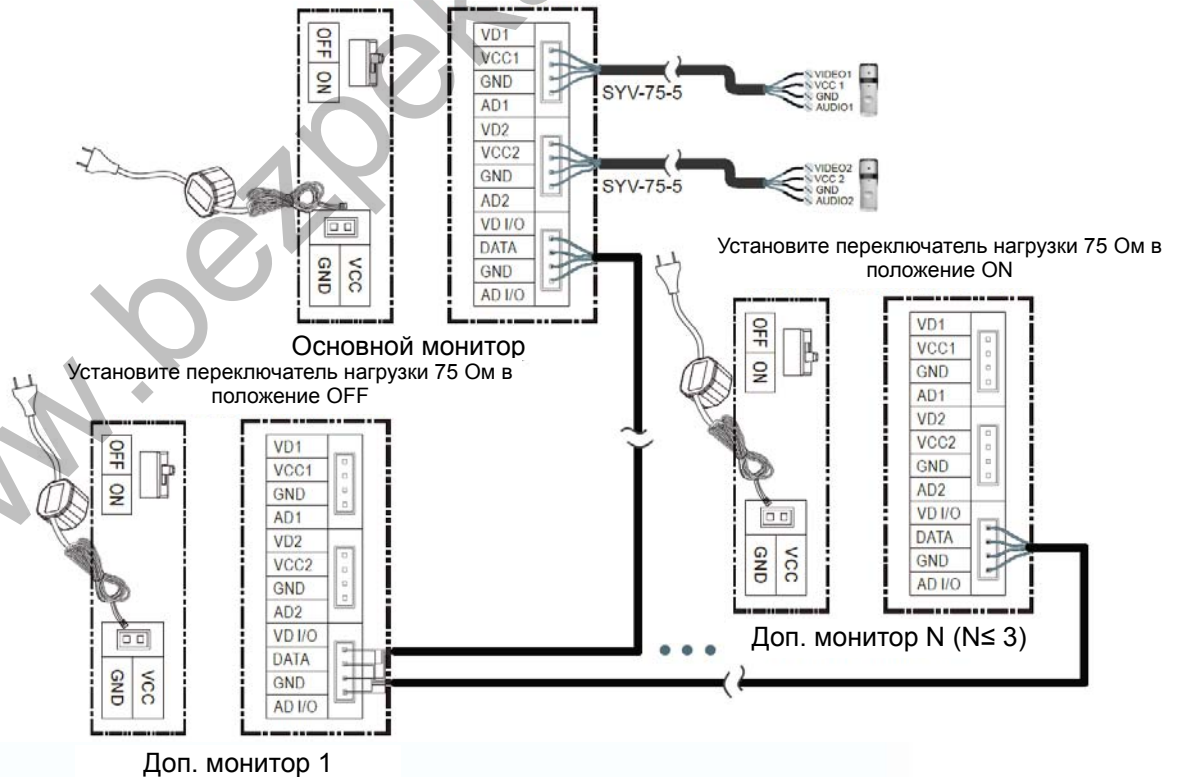 OFF
ON
GND
VCC
VD1
VCC1
GND
AD1
VD2
VCC2
GND
AD2
VD I/O
DATA
GND
AD I/O
SYV-75-5
VIDEO1
VCC 1
GND
AUDIO1
SYV-75-5
VIDEO2
VCC 2
GND
AUDIO2
Основной монитор
Установите переключатель нагрузки 75 Ом в
положение OFF
Установите переключатель нагрузки 75 Ом в
положение ON
OFF
ON
GND
VCC
VD1
VCC1
GND
AD1
VD2
VCC2
GND
AD2
VD I/O
DATA
GND
AD I/O
Доп. монитор N (N≤ 3)
OFF
ON
GND
VCC
VD1
VCC1
GND
AD1
VD2
VCC2
GND
AD2
VD I/O
DATA
GND
AD I/O
Доп. монитор 1